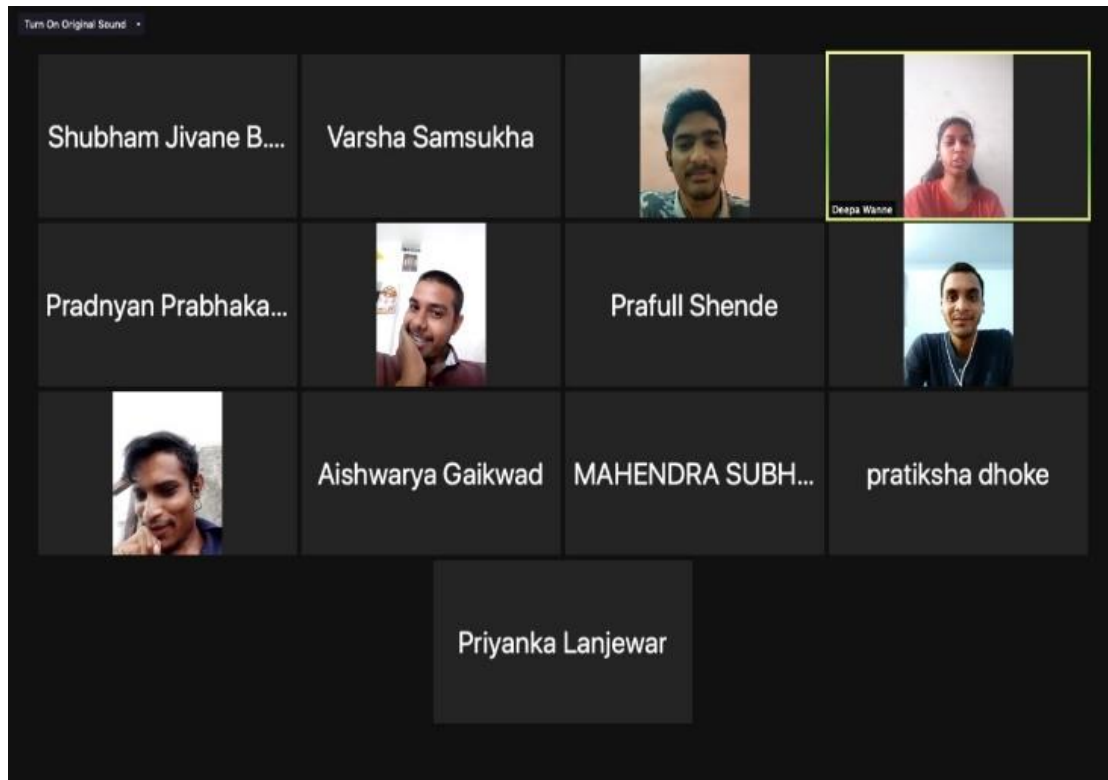 Turn On Original Sound
Shubham Jivane B....
Varsha Samsukha
Deepa Wanne
Pradnyan Prabhaka...
Prafull Shende
Aishwarya Gaikwad
MAHENDRA SUBH...
pratiksha dhoke
Priyanka Lanjewar